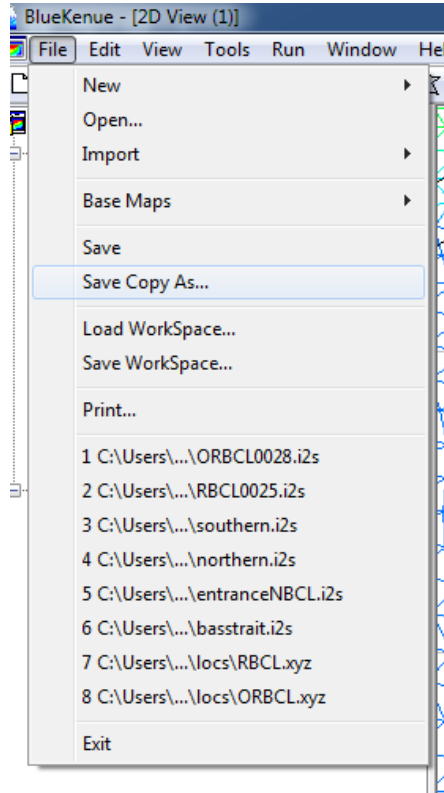 BlueKenue - [2D View (1)]
File Edit View Tools Run Window
New
Open...
Import
Base Maps
Save
Save Copy As...
Load WorkSpace...
Save WorkSpace...
Print...
1 C:\Users\...\ORBCL0028.i2s
2 C:\Users\...\RBCL0025.i2s
3 C:\Users\...\southern.i2s
4 C:\Users\...\northern.i2s
5 C:\Users\...\entranceNBCL.i2s
6 C:\Users\...\basstrait.i2s
7 C:\Users\...\locs\RBCL.xyz
8 C:\Users\...\locs\ORBCL.xyz
Exit